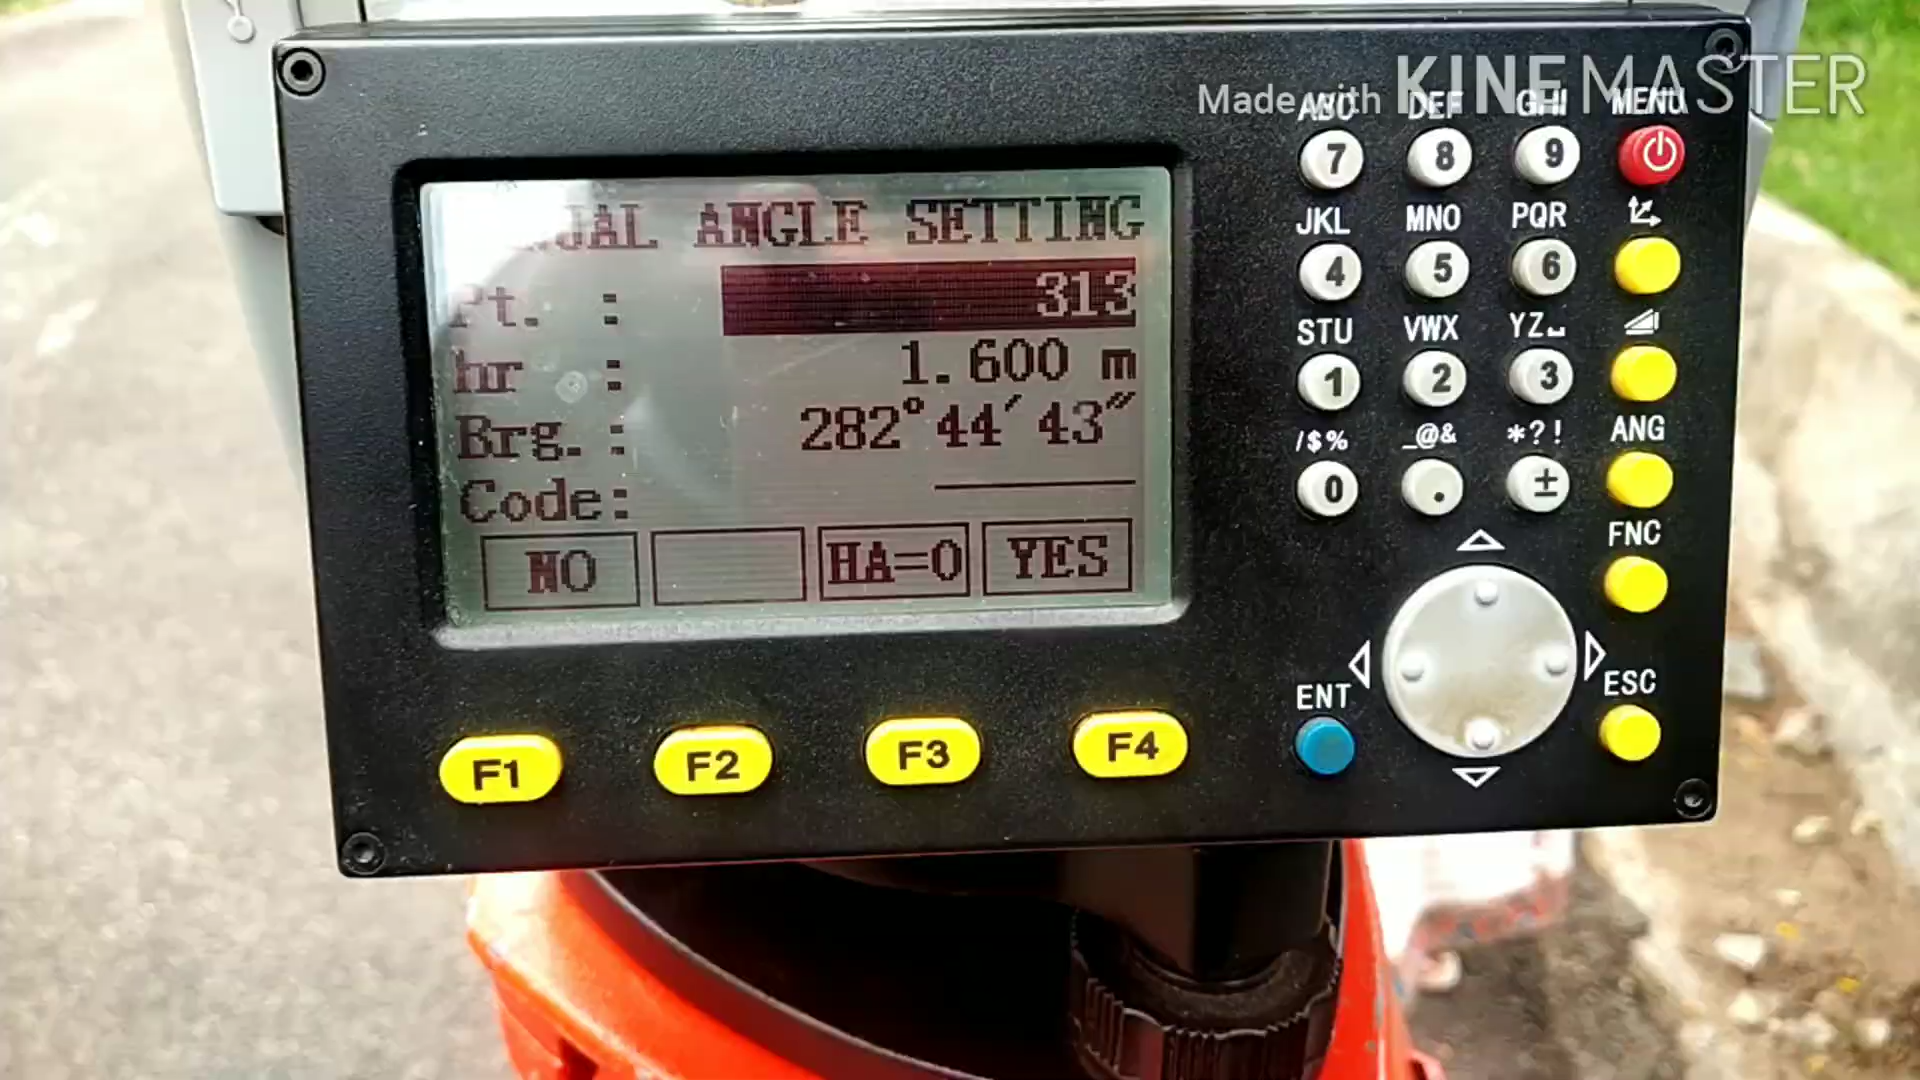 Made with KINEMASTER
ANGLE SETTING
Pt. : 313
hr : 1.600 m
Brg. : 282°44′43″
Code:
NO HA=0 YES
F1 F2 F3 F4
ABC DEF GHI MENU
7 8 9
JKL MNO PQR
4 5 6
STU VWX YZ␣
1 2 3
/$% _@& *?! ANG
0 . ±
FNC
ENT ESC